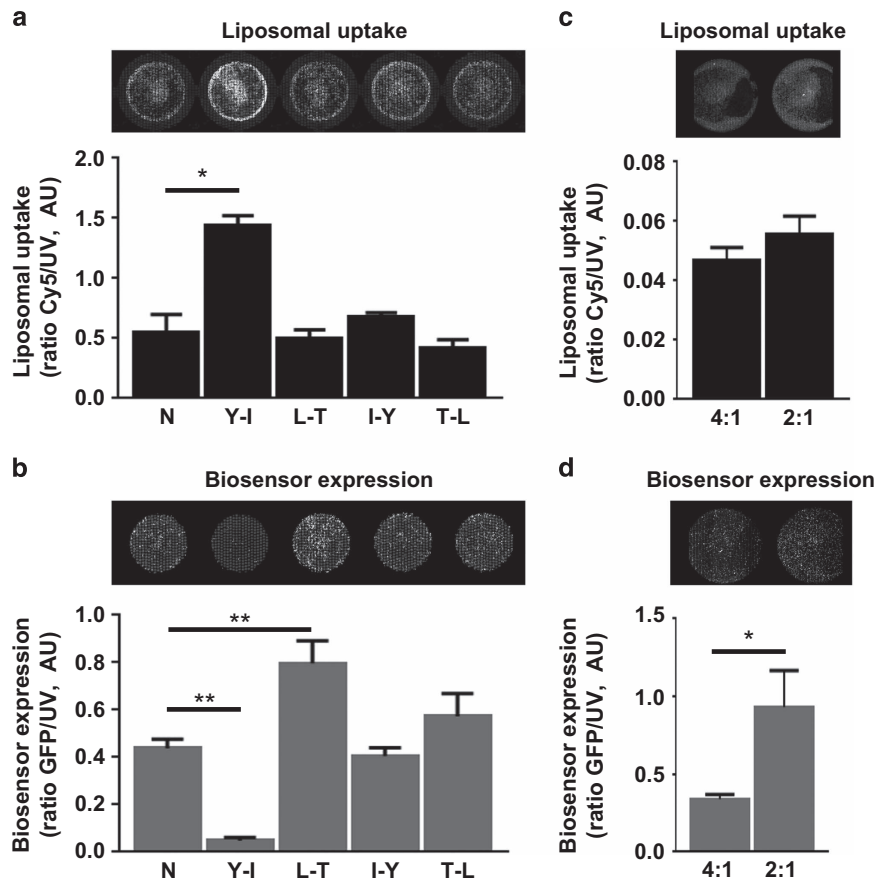 a
Liposomal uptake
Liposomal uptake
(ratio Cy5/UV, AU)
2.0
1.5
1.0
0.5
0.0
*
N Y-I L-T I-Y T-L
c
Liposomal uptake
Liposomal uptake
(ratio Cy5/UV, AU)
0.08
0.06
0.04
0.02
0.00
4:1 2:1
b
Biosensor expression
Biosensor expression
(ratio GFP/UV, AU)
1.0
0.8
0.6
0.4
0.2
0.0
**
**
N Y-I L-T I-Y T-L
d
Biosensor expression
Biosensor expression
(ratio GFP/UV, AU)
1.5
1.0
0.5
0.0
*
4:1 2:1